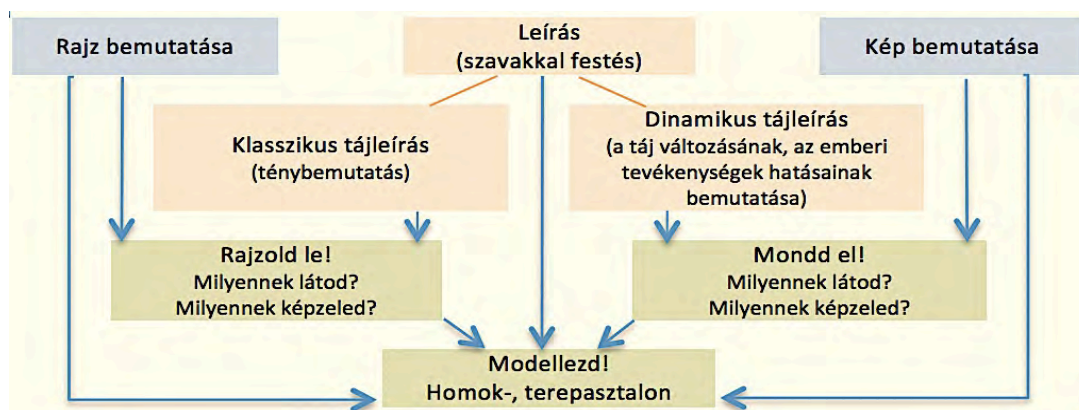 Rajz bemutatása
Leírás
(szavakkal festés)
Kép bemutatása
Klasszikus tájleírás
(ténybemutatás)
Dinamikus tájleírás
(a táj változásának, az emberi
tevékenységek hatásainak
bemutatása)
Rajzold le!
Milyennek látod?
Milyennek képzeled?
Mondd el!
Milyennek látod?
Milyennek képzeled?
Modellezd!
Homok-, terepasztalon